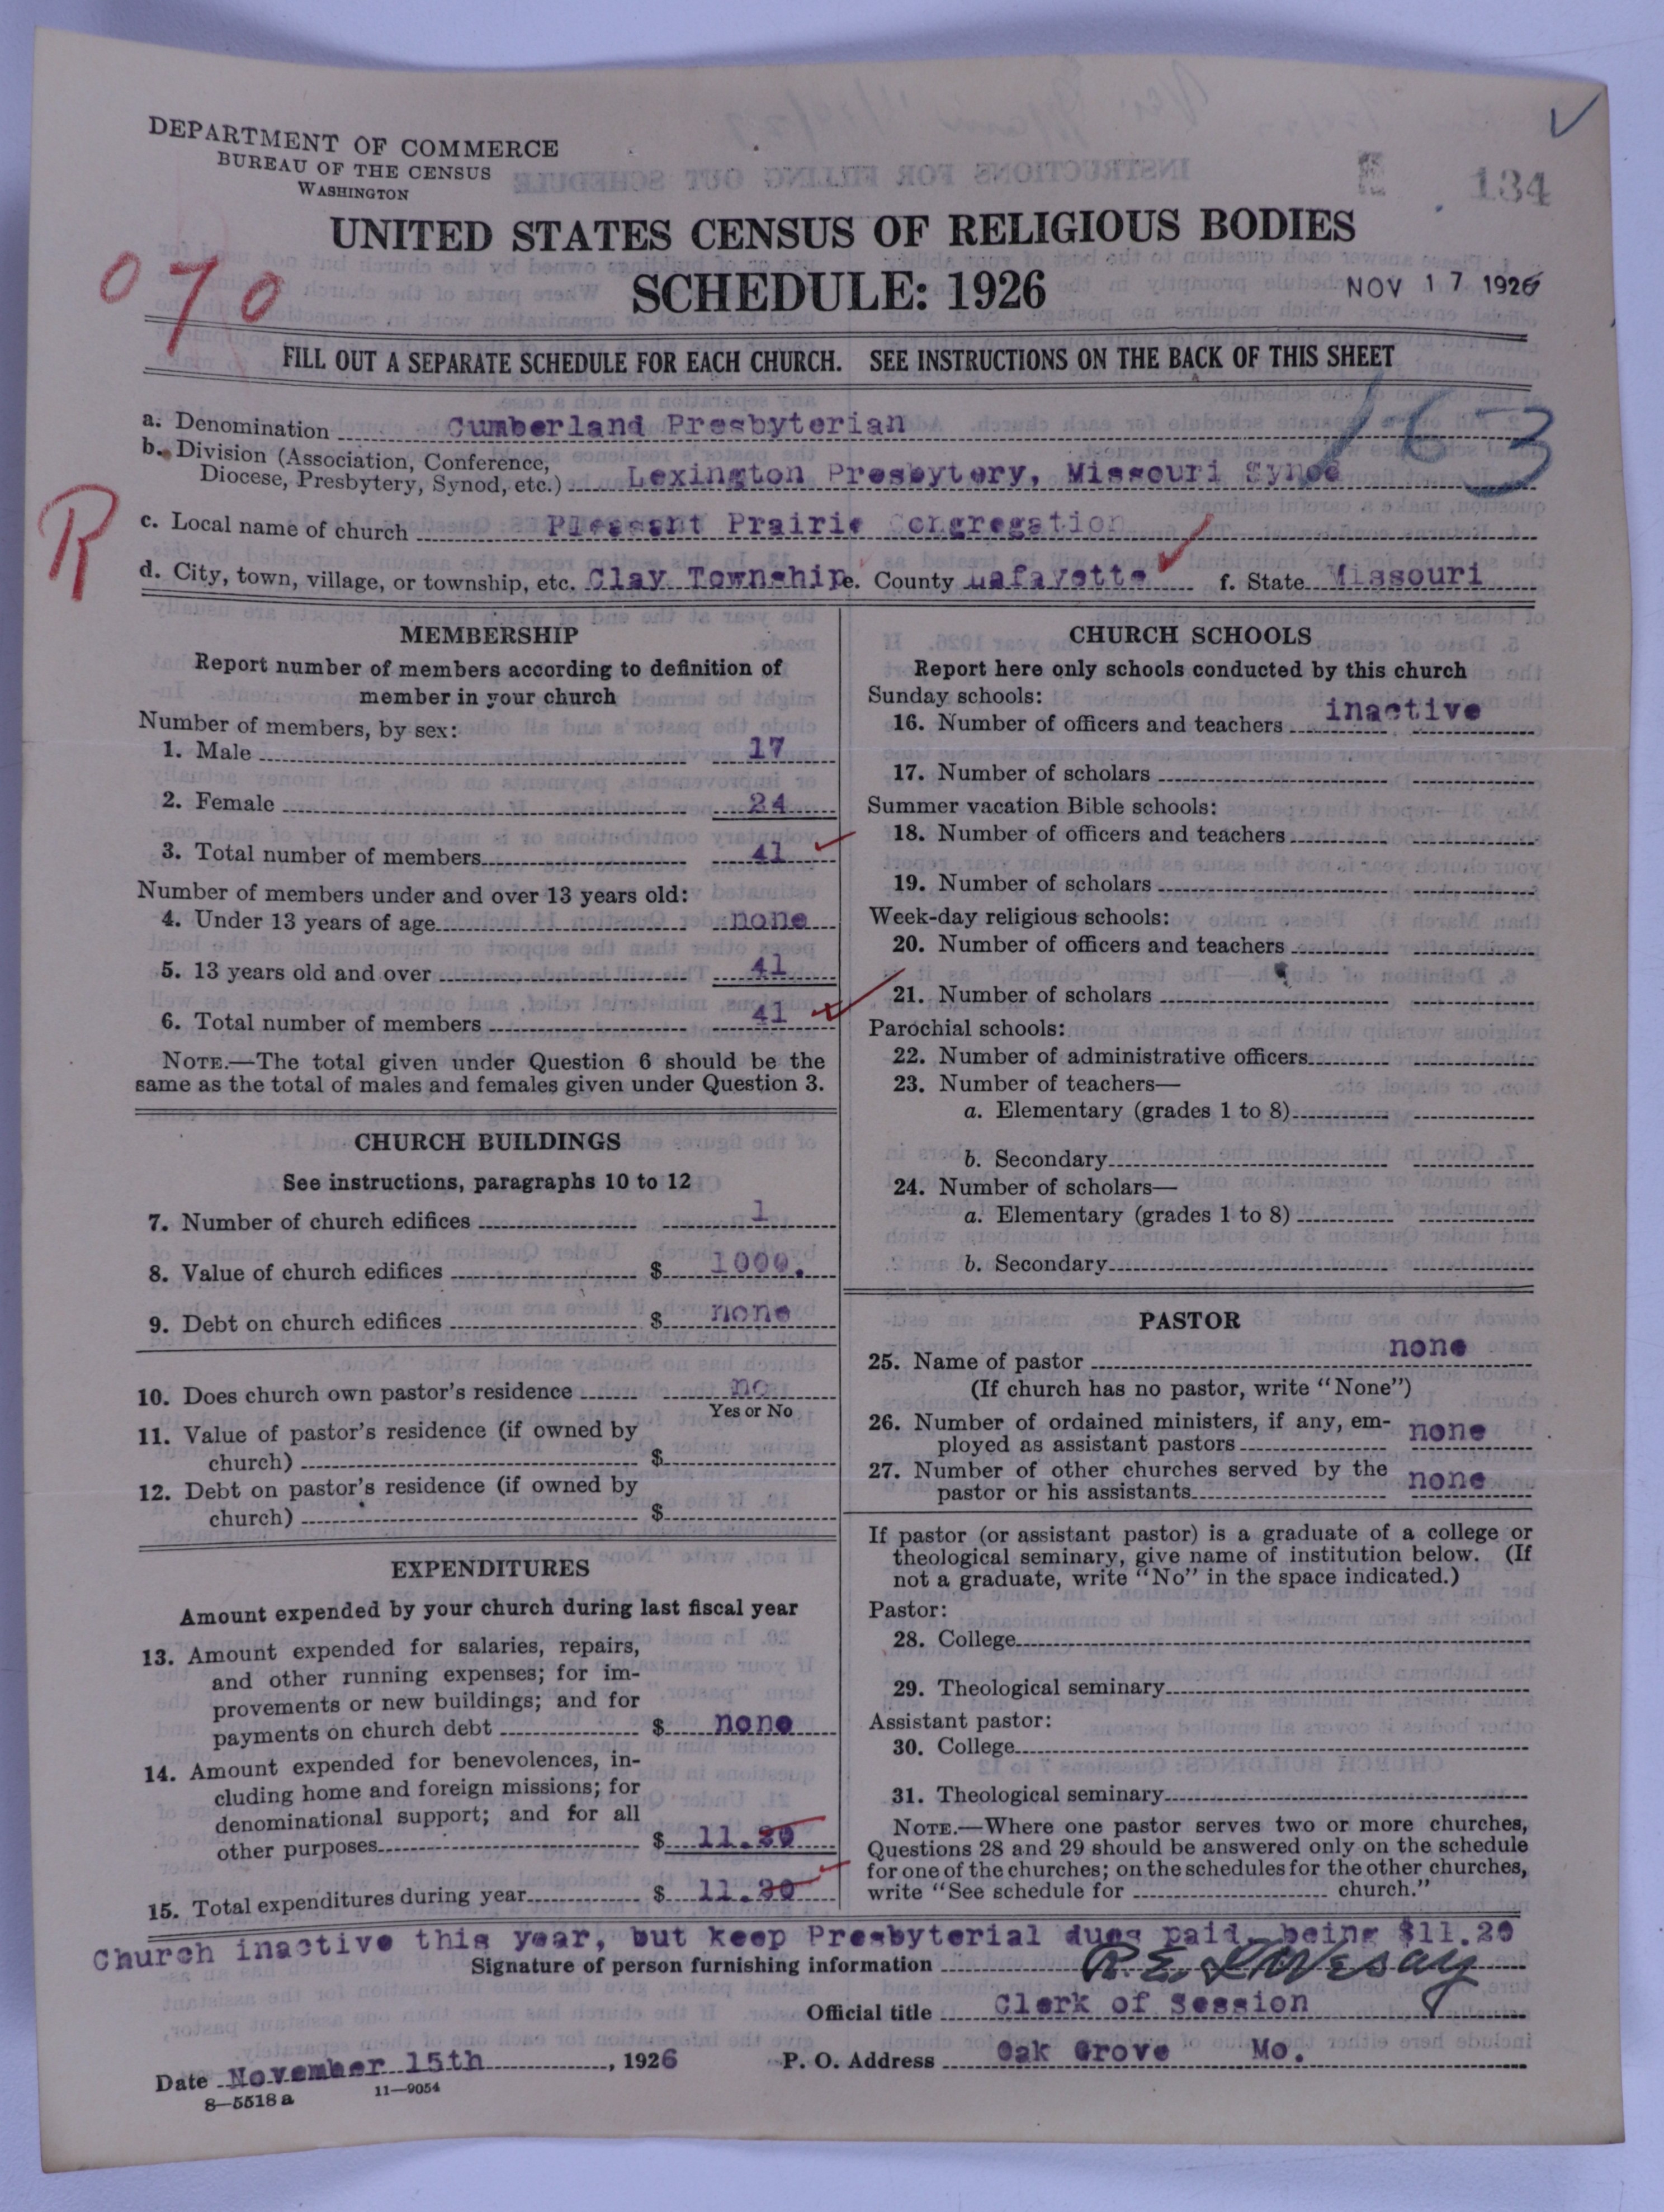 DEPARTMENT OF COMMERCE
BUREAU OF THE CENSUS
WASHINGTON
134
UNITED STATES CENSUS OF RELIGIOUS BODIES
SCHEDULE: 1926
NOV 17 1926
070
FILL OUT A SEPARATE SCHEDULE FOR EACH CHURCH. SEE INSTRUCTIONS ON THE BACK OF THIS SHEET
163
a. Denomination Cumberland Presbyterian
b. Division (Association, Conference,
Diocese, Presbytery, Synod, etc.) Lexington Presbytery, Missouri Synod
R
c. Local name of church Pleasant Prairie Congregation
d. City, town, village, or township, etc. Clay Township e. County Lafayette f. State Missouri
MEMBERSHIP
Report number of members according to definition of
member in your church
Number of members, by sex:
1. Male 17
2. Female 24
3. Total number of members 41
Number of members under and over 13 years old:
4. Under 13 years of age none
5. 13 years old and over 41
6. Total number of members 41
NOTE.—The total given under Question 6 should be the
same as the total of males and females given under Question 3.
CHURCH BUILDINGS
See instructions, paragraphs 10 to 12
7. Number of church edifices 1
8. Value of church edifices $ 1000.
9. Debt on church edifices $ none
10. Does church own pastor's residence no
Yes or No
11. Value of pastor's residence (if owned by
church) $
12. Debt on pastor's residence (if owned by
church) $
EXPENDITURES
Amount expended by your church during last fiscal year
13. Amount expended for salaries, repairs,
and other running expenses; for im-
provements or new buildings; and for
payments on church debt $ none
14. Amount expended for benevolences, in-
cluding home and foreign missions; for
denominational support; and for all
other purposes $ 11.20
15. Total expenditures during year $ 11.20
CHURCH SCHOOLS
Report here only schools conducted by this church
Sunday schools:
16. Number of officers and teachers inactive
17. Number of scholars
Summer vacation Bible schools:
18. Number of officers and teachers
19. Number of scholars
Week-day religious schools:
20. Number of officers and teachers
21. Number of scholars
Parochial schools:
22. Number of administrative officers
23. Number of teachers—
a. Elementary (grades 1 to 8)
b. Secondary
24. Number of scholars—
a. Elementary (grades 1 to 8)
b. Secondary
PASTOR
25. Name of pastor none
(If church has no pastor, write "None")
26. Number of ordained ministers, if any, em-
ployed as assistant pastors none
27. Number of other churches served by the
pastor or his assistants none
If pastor (or assistant pastor) is a graduate of a college or
theological seminary, give name of institution below. (If
not a graduate, write "No" in the space indicated.)
Pastor:
28. College
29. Theological seminary
Assistant pastor:
30. College
31. Theological seminary
NOTE.—Where one pastor serves two or more churches,
Questions 28 and 29 should be answered only on the schedule
for one of the churches; on the schedules for the other churches,
write "See schedule for church."
Church inactive this year, but keep Presbyterial dues paid, being $11.20
Signature of person furnishing information R.E. Livesay
Official title Clerk of Session
Date November 15th, 1926 P. O. Address Oak Grove Mo.
8—5518 a 11—9054